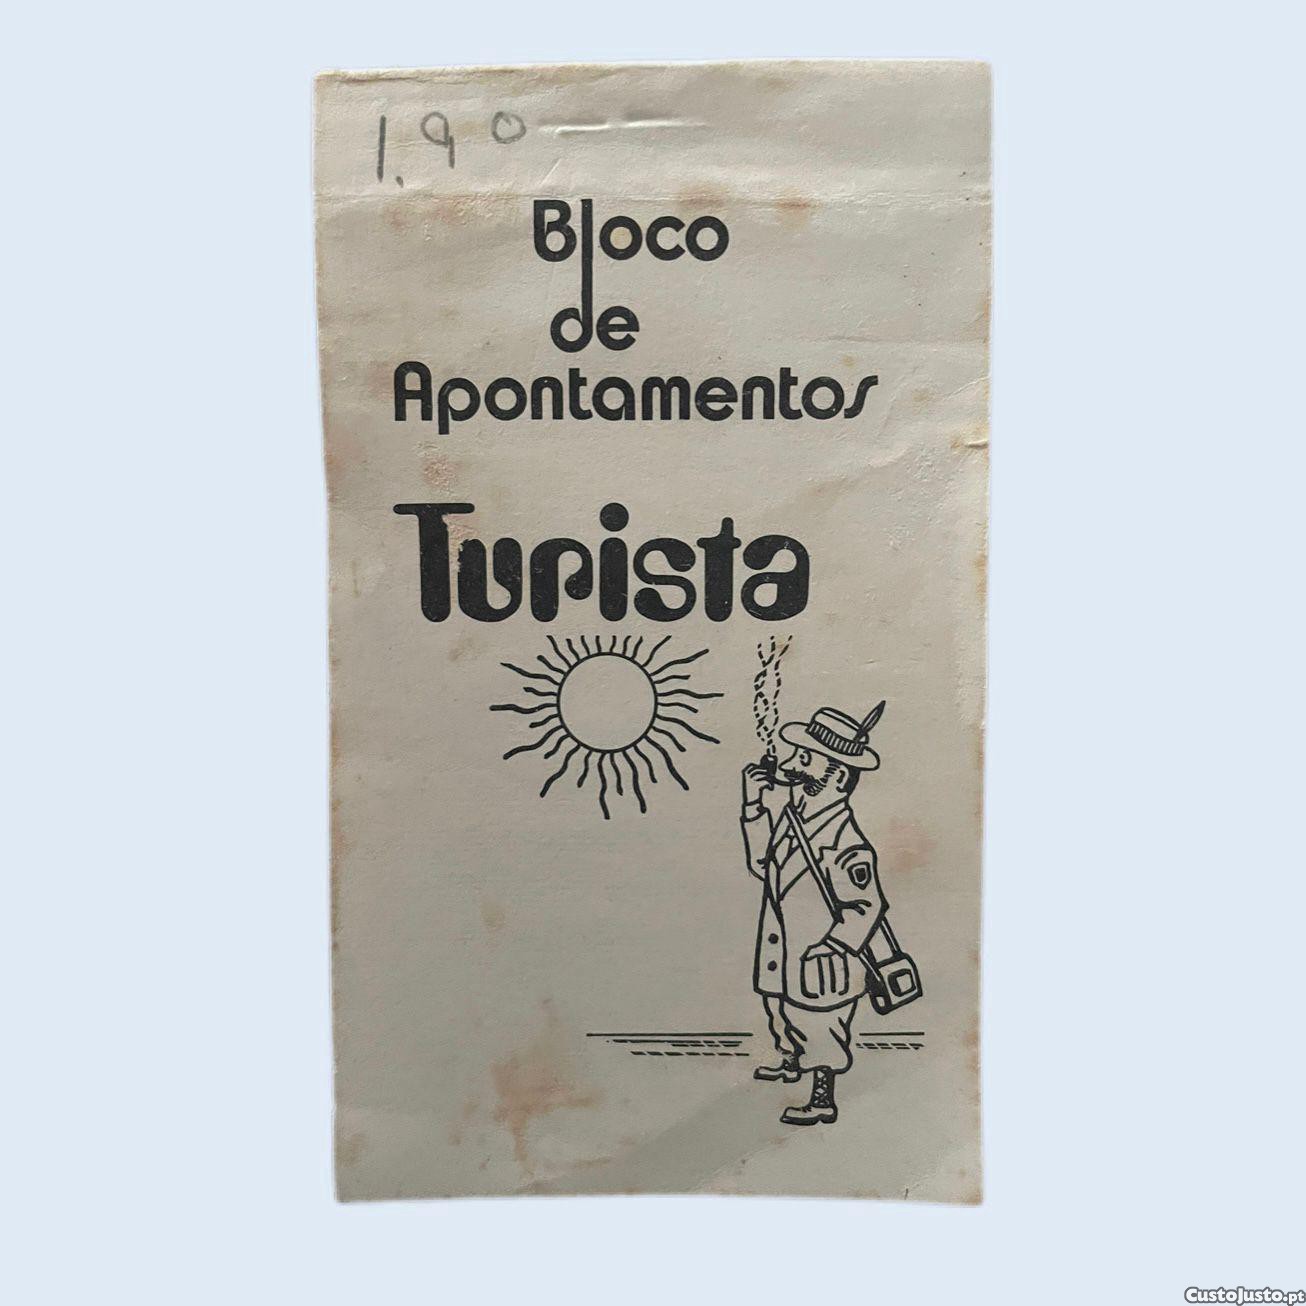 1.90
Bloco
de
Apontamentos
Turista
CustoJusto.pt